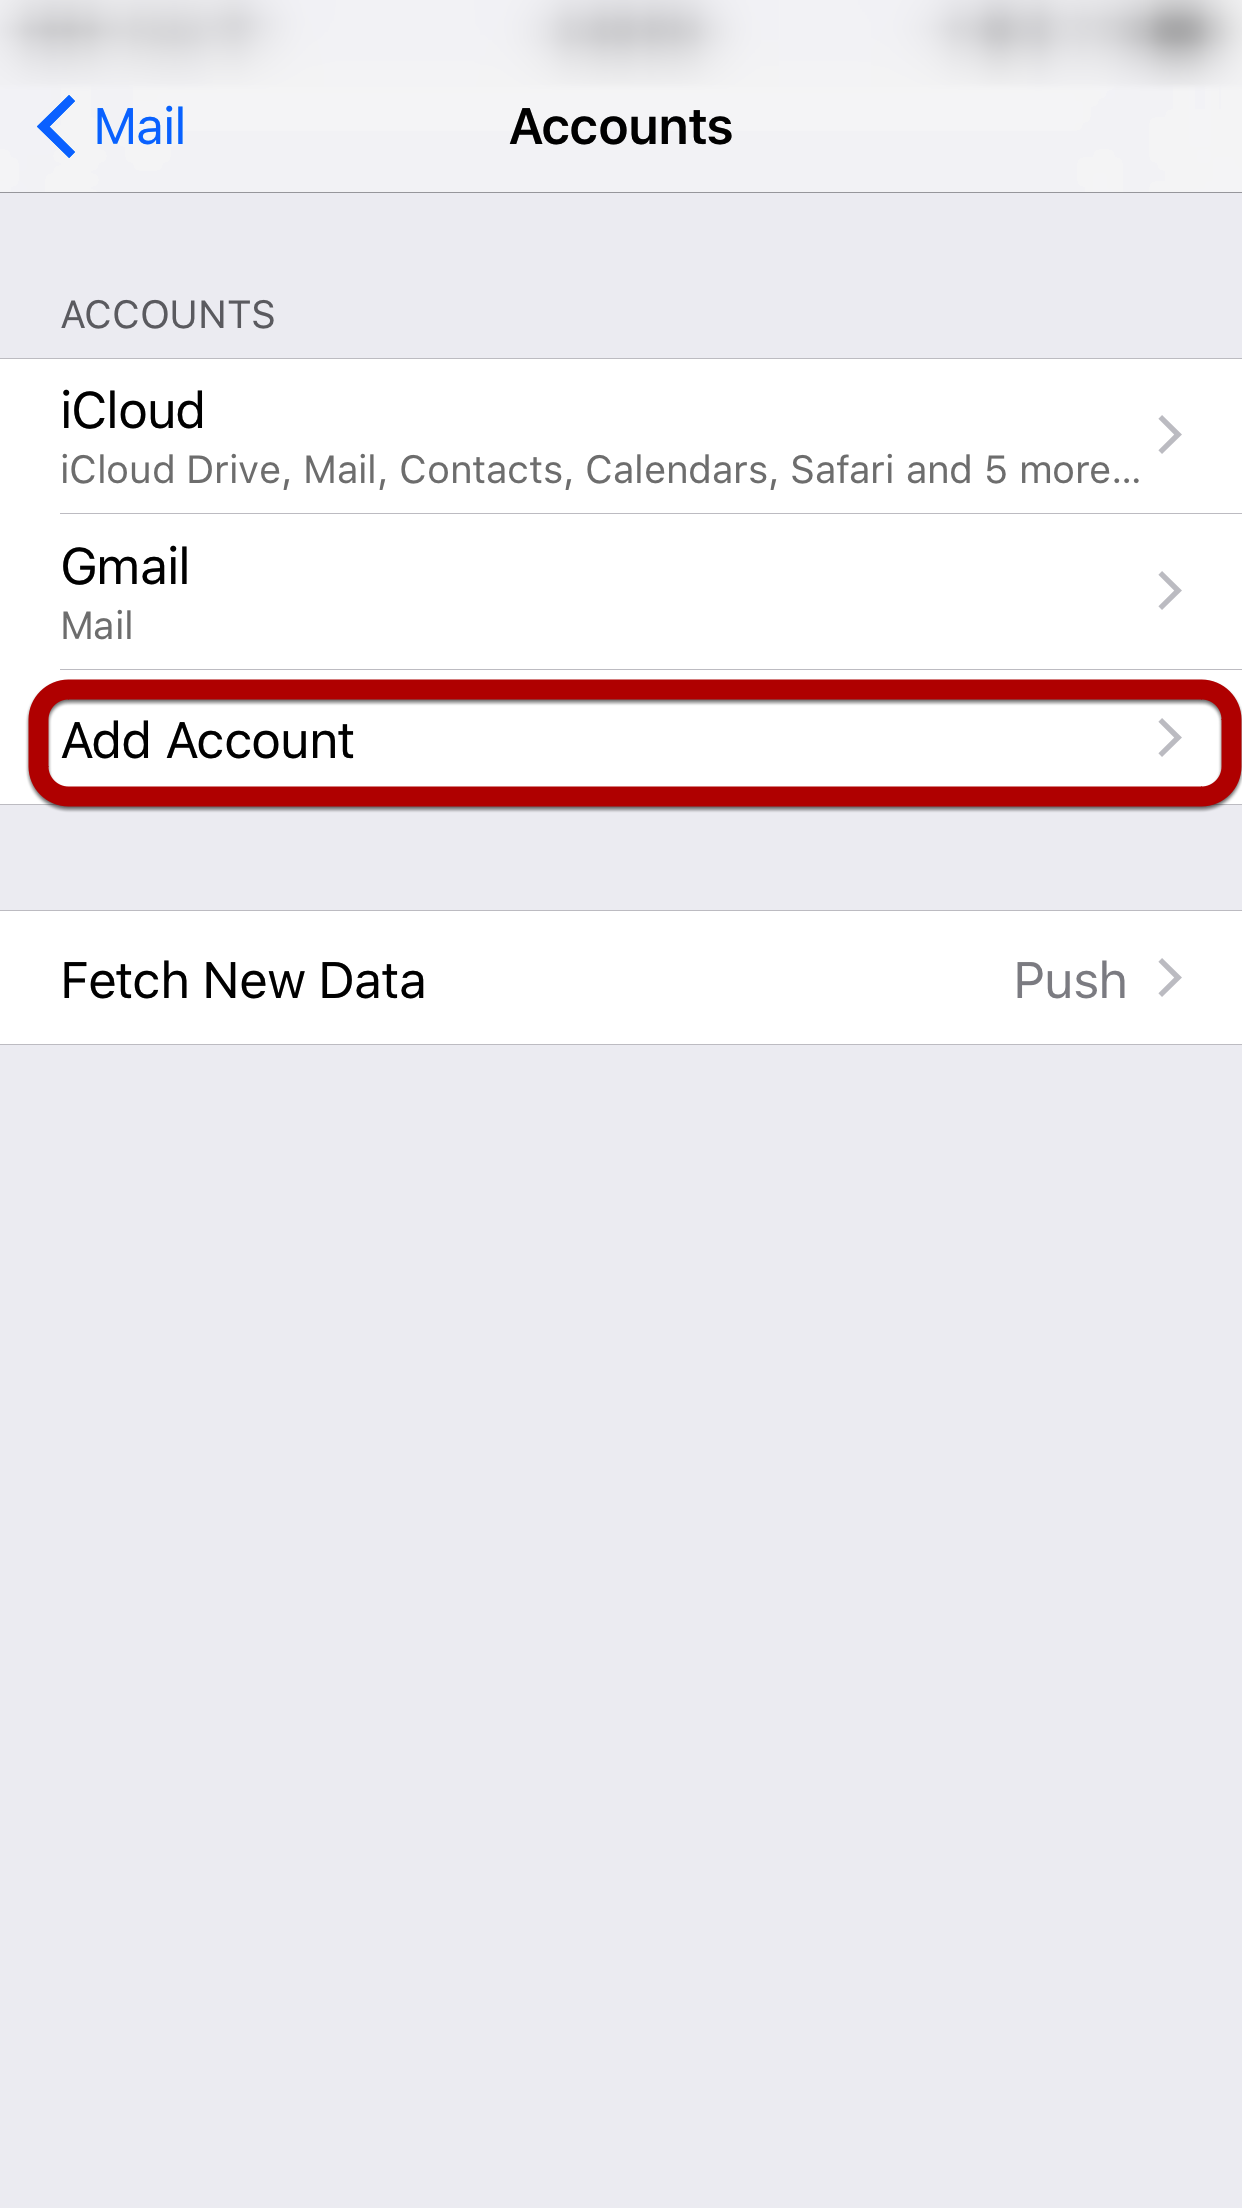 Mail
Accounts
ACCOUNTS
iCloud
iCloud Drive, Mail, Contacts, Calendars, Safari and 5 more...
Gmail
Mail
Add Account
Fetch New Data Push